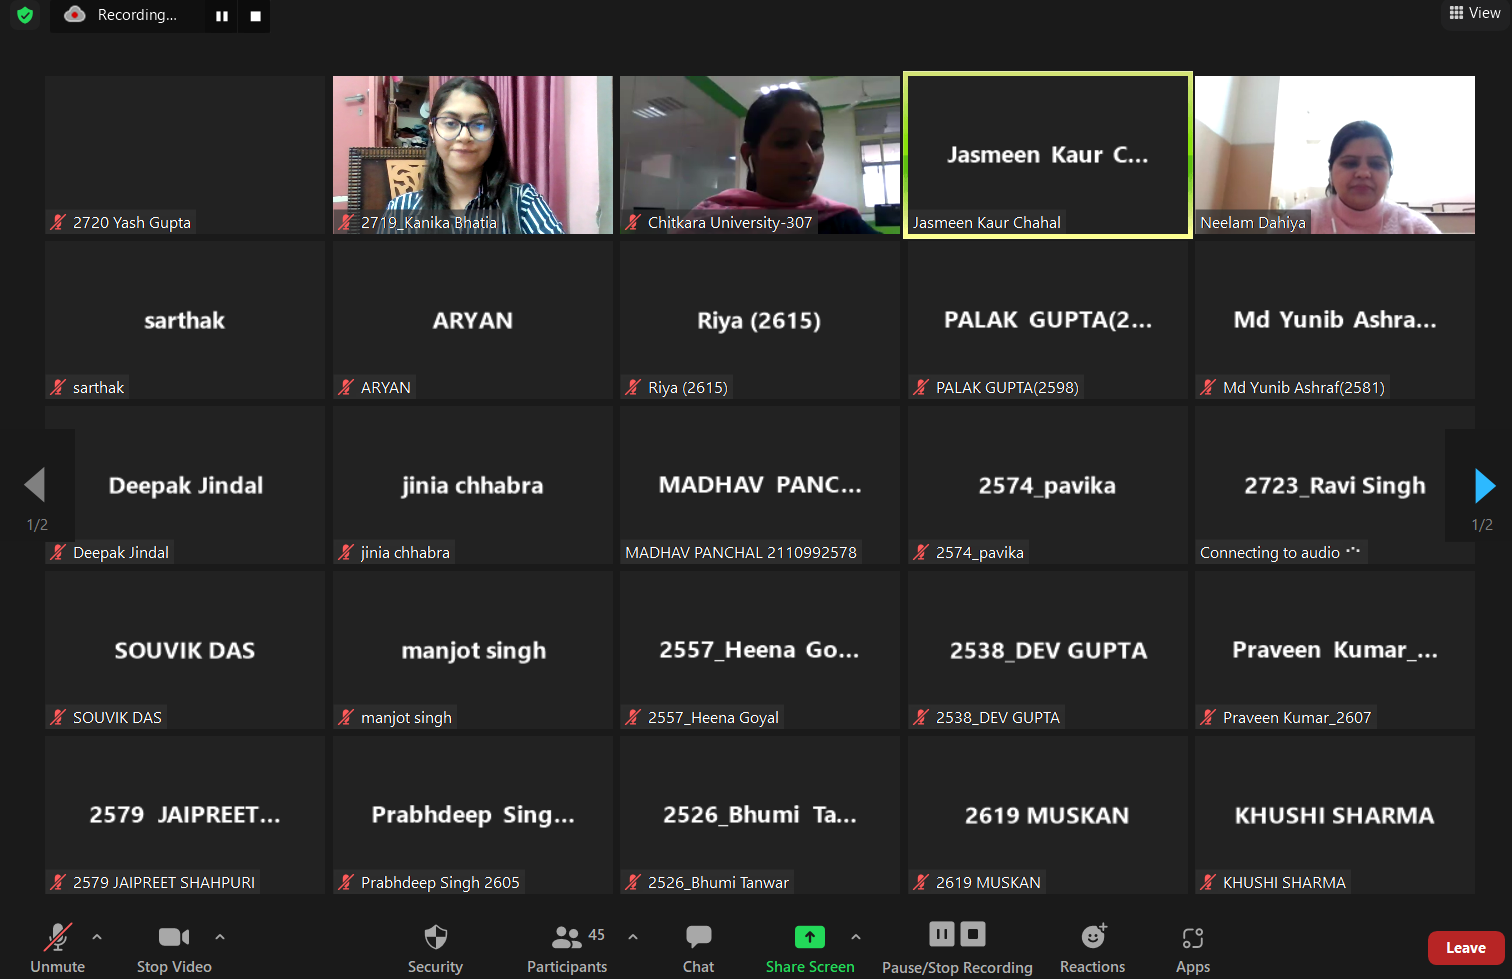 Recording...
View
2720 Yash Gupta
2719_Kanika Bhatia
Chitkara University-307
Jasmeen Kaur C...
Jasmeen Kaur Chahal
Neelam Dahiya
sarthak
sarthak
ARYAN
ARYAN
Riya (2615)
Riya (2615)
PALAK GUPTA(2...
PALAK GUPTA(2598)
Md Yunib Ashra...
Md Yunib Ashraf(2581)
1/2
Deepak Jindal
Deepak Jindal
jinia chhabra
jinia chhabra
MADHAV PANC...
MADHAV PANCHAL 2110992578
2574_pavika
2574_pavika
2723_Ravi Singh
Connecting to audio
1/2
SOUVIK DAS
SOUVIK DAS
manjot singh
manjot singh
2557_Heena Go...
2557_Heena Goyal
2538_DEV GUPTA
2538_DEV GUPTA
Praveen Kumar_...
Praveen Kumar_2607
2579 JAIPREET...
2579 JAIPREET SHAHPURI
Prabhdeep Sing...
Prabhdeep Singh 2605
2526_Bhumi Ta...
2526_Bhumi Tanwar
2619 MUSKAN
2619 MUSKAN
KHUSHI SHARMA
KHUSHI SHARMA
Unmute
Stop Video
Security
45
Participants
Chat
Share Screen
Pause/Stop Recording
Reactions
Apps
Leave